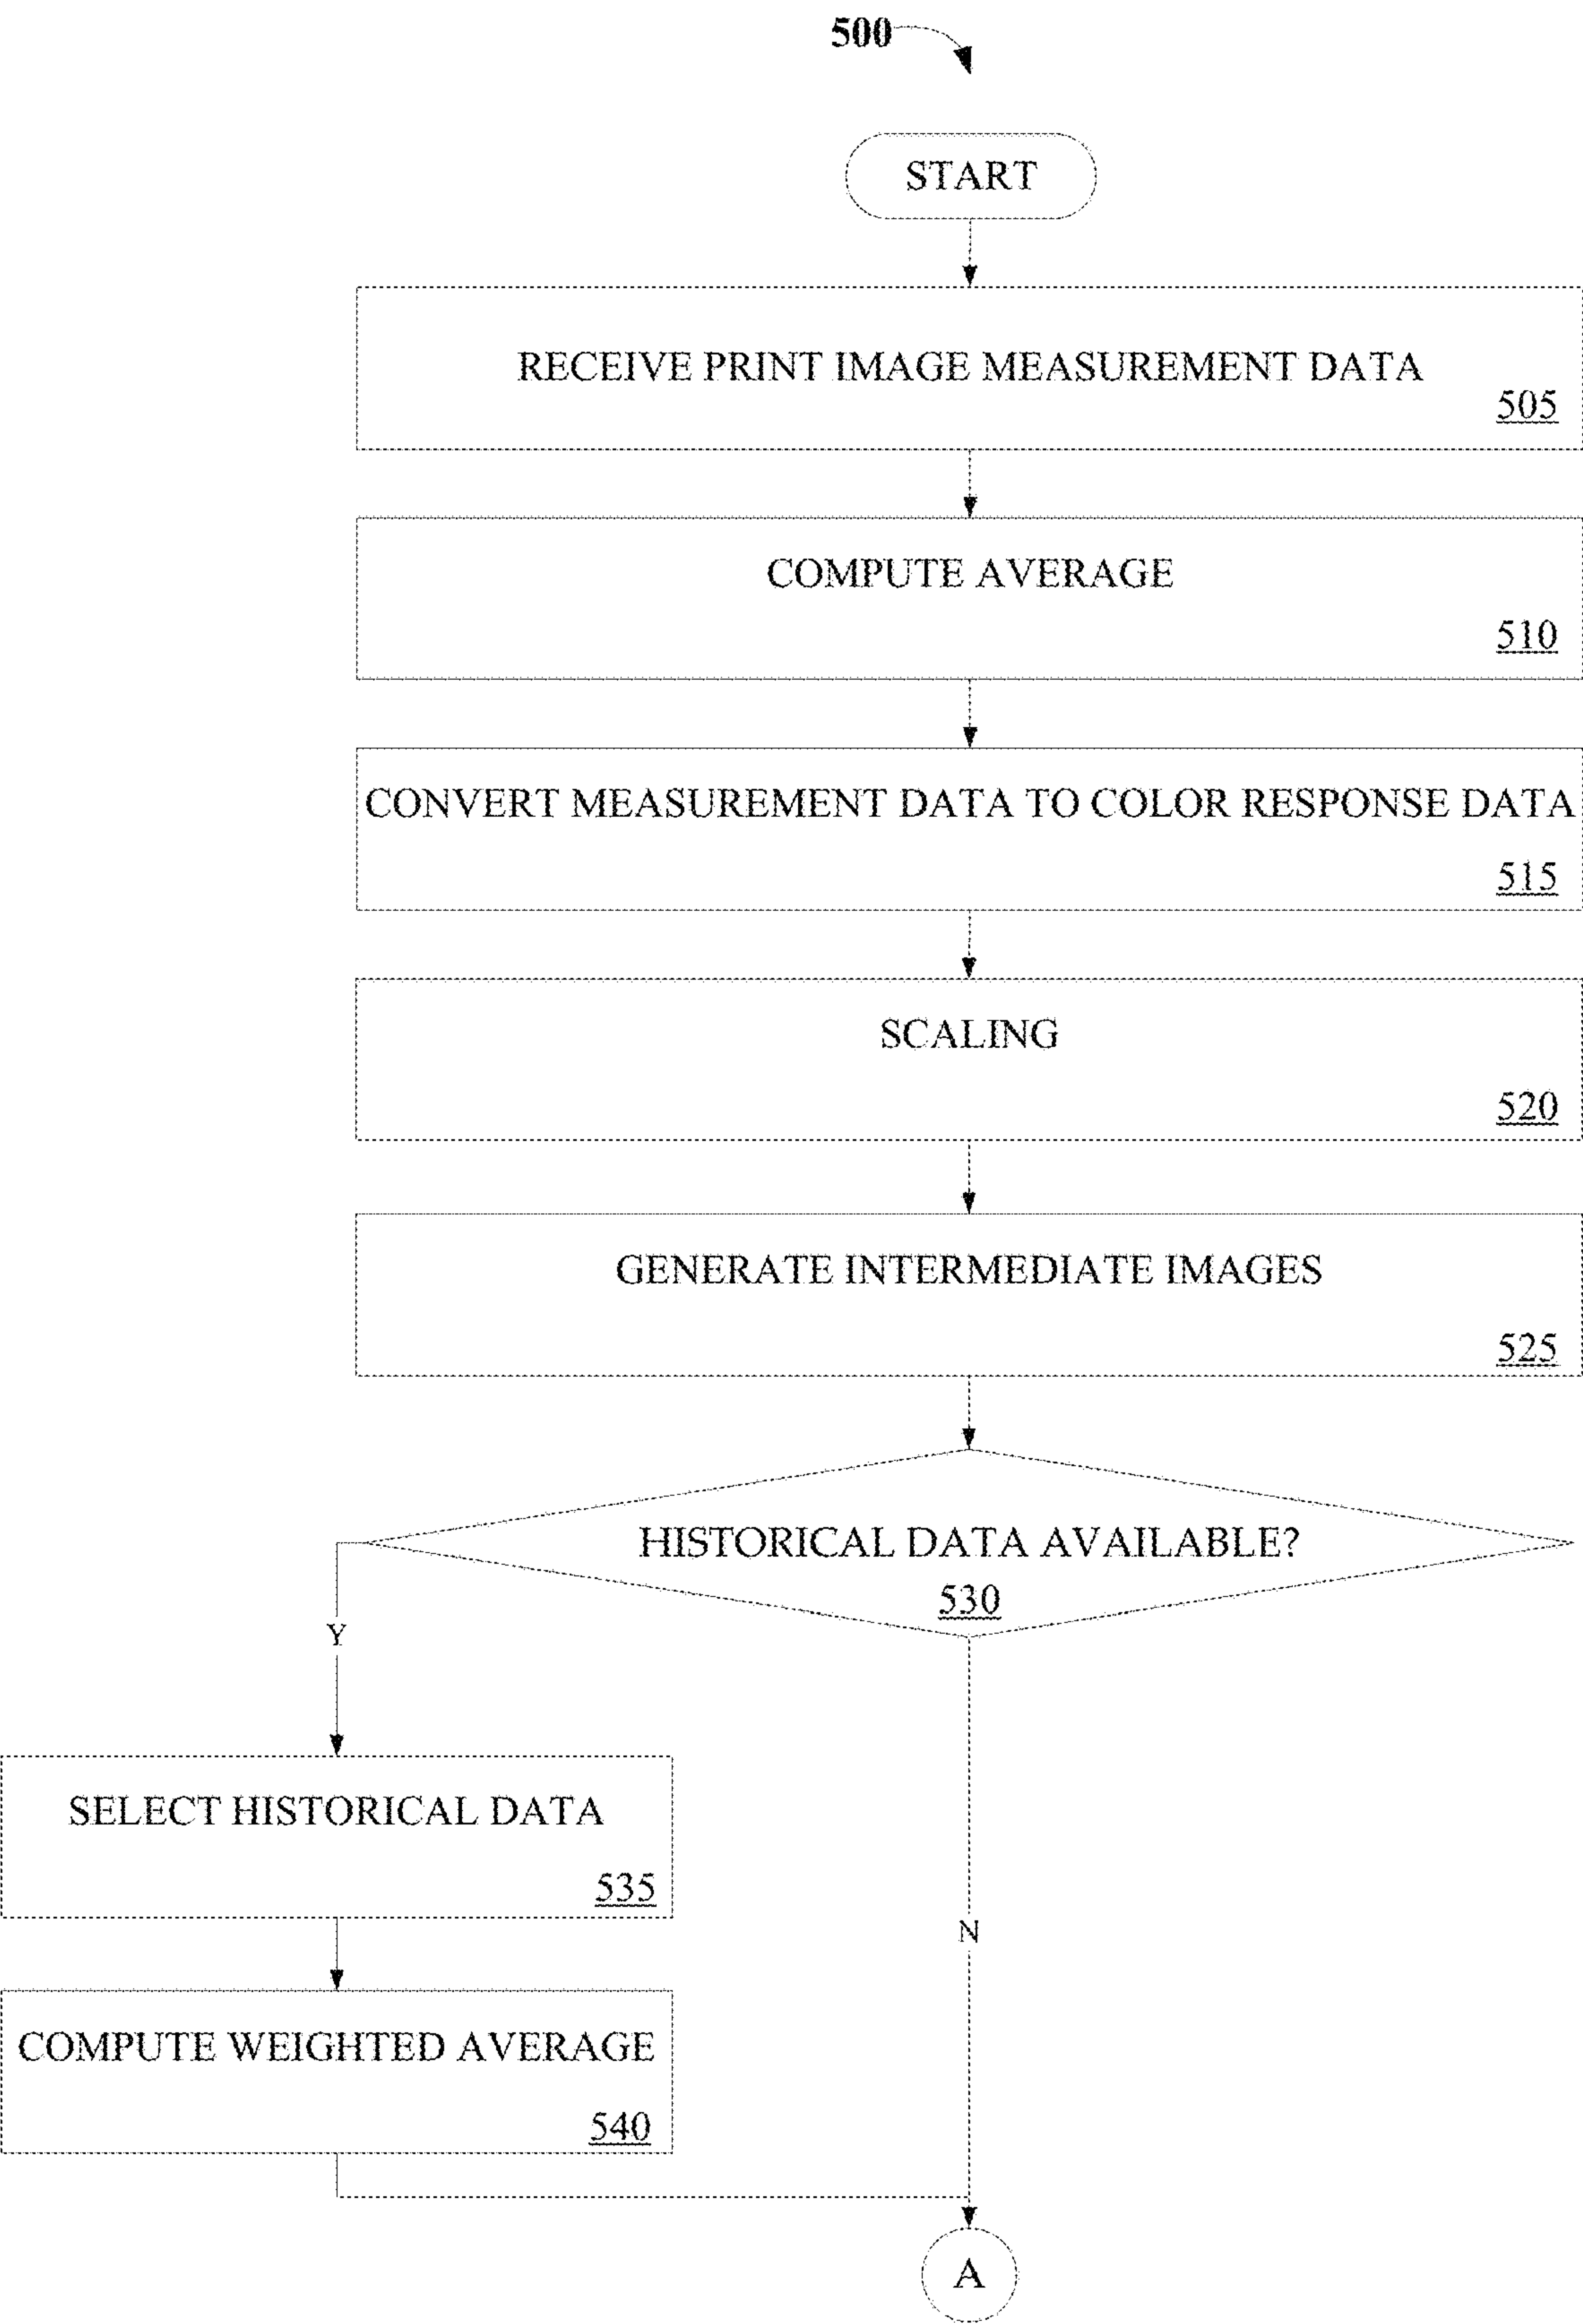 500
START
RECEIVE PRINT IMAGE MEASUREMENT DATA
505
COMPUTE AVERAGE
510
CONVERT MEASUREMENT DATA TO COLOR RESPONSE DATA
515
SCALING
520
GENERATE INTERMEDIATE IMAGES
525
HISTORICAL DATA AVAILABLE?
530
Y
SELECT HISTORICAL DATA
535
N
COMPUTE WEIGHTED AVERAGE
540
A